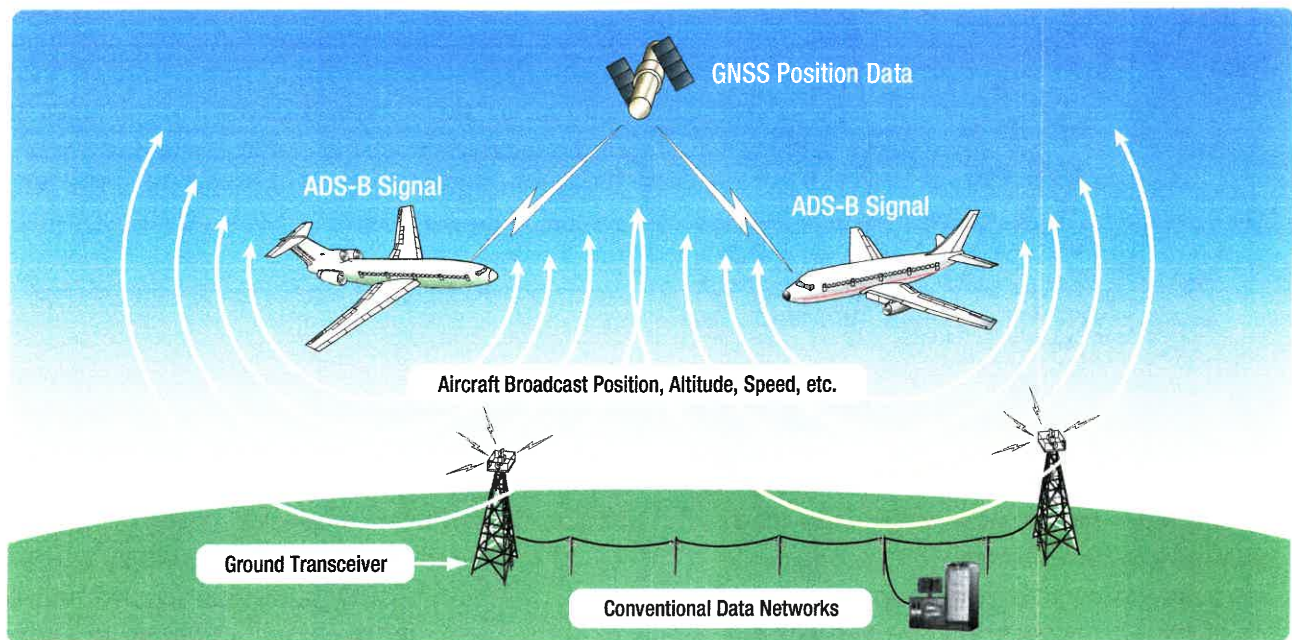 GNSS Position Data
ADS-B Signal
ADS-B Signal
Aircraft Broadcast Position, Altitude, Speed, etc.
Ground Transceiver
Conventional Data Networks